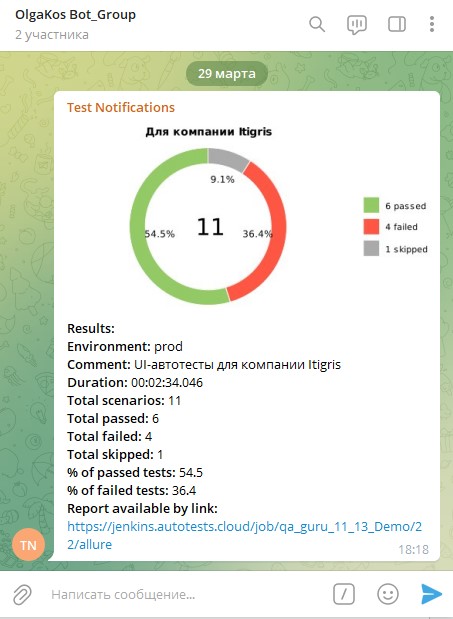 OlgaKos Bot_Group
2 участника
29 марта
Test Notifications
Для компании Itigris
9.1%
54.5%
11
36.4%
6 passed
4 failed
1 skipped
Results:
Environment: prod
Comment: UI-автотесты для компании Itigris
Duration: 00:02:34.046
Total scenarios: 11
Total passed: 6
Total failed: 4
Total skipped: 1
% of passed tests: 54.5
% of failed tests: 36.4
Report available by link:
https://jenkins.autotests.cloud/job/qa_guru_11_13_Demo/2
2/allure
TN
18:18
Написать сообщение...